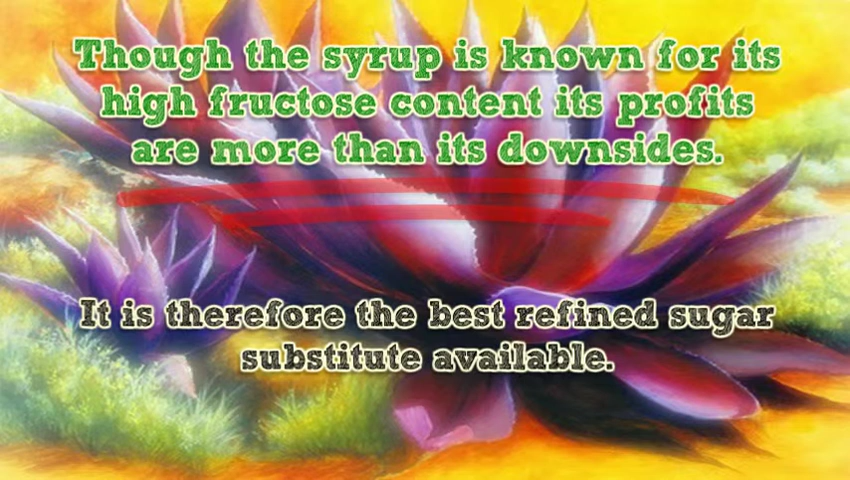 Though the syrup is known for its
high fructose content its profits
are more than its downsides.
It is therefore the best refined sugar
substitute available.